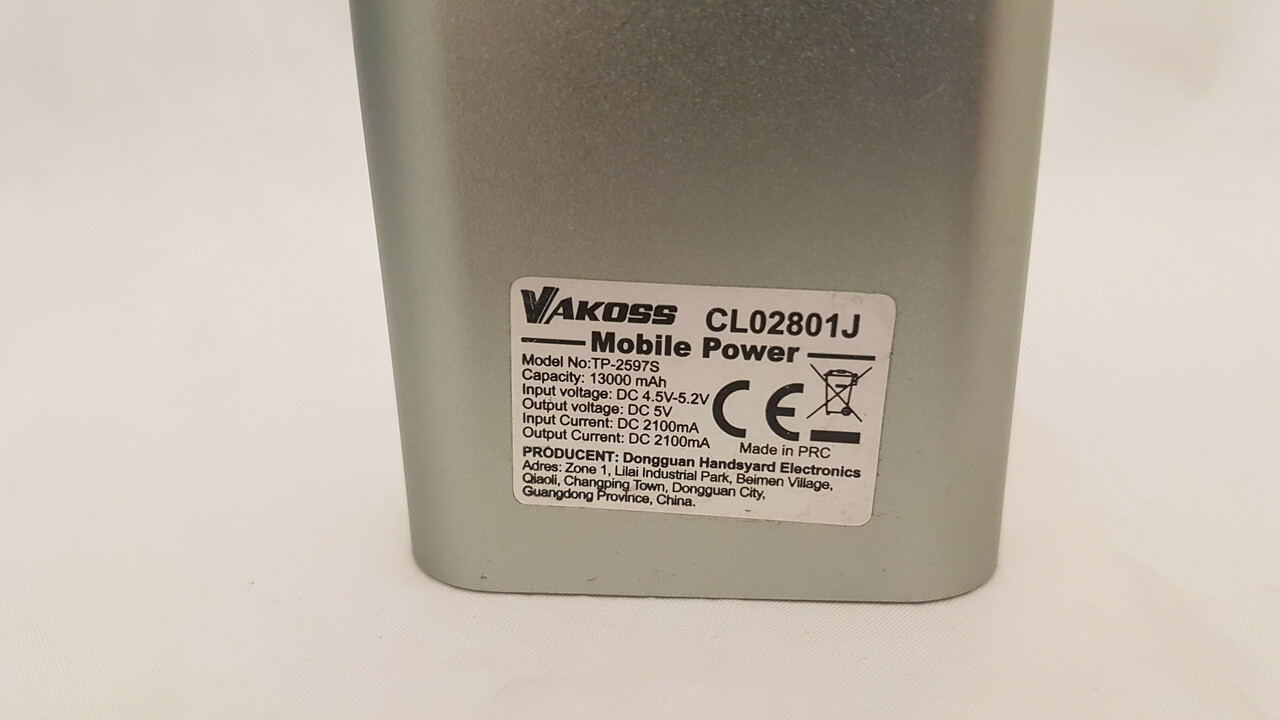 VAKOSS CL02801J
Mobile Power
Model No:TP-2597S
Capacity: 13000 mAh
Input voltage: DC 4.5V-5.2V
Output voltage: DC 5V
Input Current: DC 2100mA
Output Current: DC 2100mA
CE
Made in PRC
PRODUCENT: Dongguan Handsyard Electronics
Adres: Zone 1, Lilai Industrial Park, Beimen Village,
Qiaoli, Changping Town, Dongguan City,
Guangdong Province, China.